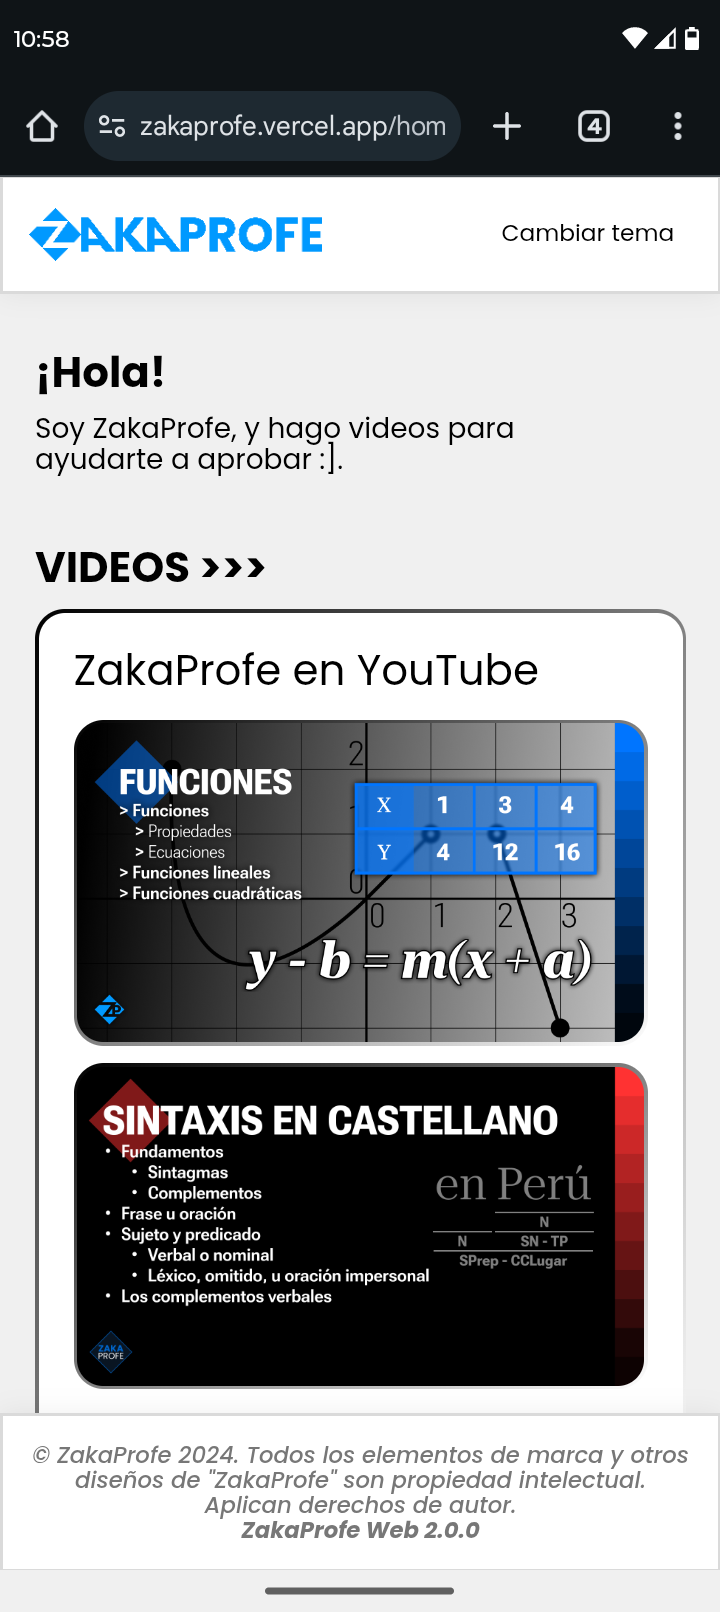 10:58
zakaprofe.vercel.app/hom
4
ZAKAPROFE
Cambiar tema
¡Hola!
Soy ZakaProfe, y hago videos para
ayudarte a aprobar :].
VIDEOS >>>
ZakaProfe en YouTube
FUNCIONES
> Funciones
> Propiedades
> Ecuaciones
> Funciones lineales
> Funciones cuadráticas
X 1 3 4
Y 4 12 16
2
0
0 1 2 3
y - b = m(x + a)
ZP
SINTAXIS EN CASTELLANO
• Fundamentos
• Sintagmas
• Complementos
• Frase u oración
• Sujeto y predicado
• Verbal o nominal
• Léxico, omitido, u oración impersonal
• Los complementos verbales
en Perú
N
N SN - TP
SPrep - CCLugar
ZAKA
PROFE
© ZakaProfe 2024. Todos los elementos de marca y otros
diseños de "ZakaProfe" son propiedad intelectual.
Aplican derechos de autor.
ZakaProfe Web 2.0.0